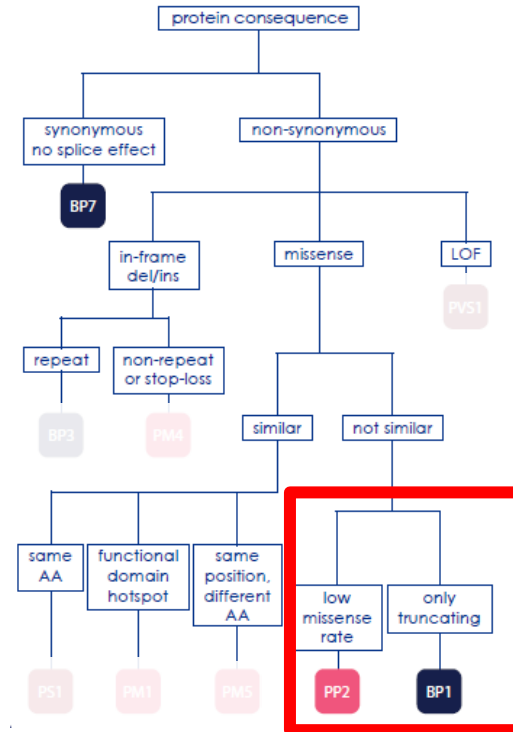 protein consequence
synonymous
no splice effect
non-synonymous
BP7
in-frame
del/ins
missense
LOF
PVS1
repeat
non-repeat
or stop-loss
BP3
PM4
similar
not similar
same
AA
functional
domain
hotspot
same
position,
different
AA
low
missense
rate
only
truncating
PS1
PM1
PM5
PP2
BP1